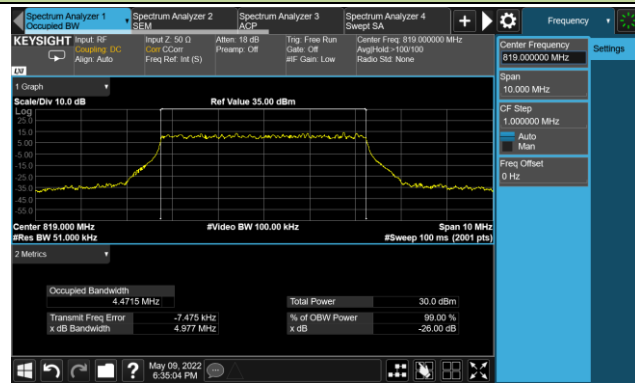 Spectrum Analyzer 1
Occupied BW
Spectrum Analyzer 2
SEM
Spectrum Analyzer 3
ACP
Spectrum Analyzer 4
Swept SA
Frequency
KEYSIGHT
Input: RF
Coupling: DC
Align: Auto
Input Z: 50 Ω
Corr CCorr
Freq Ref: Int (S)
Atten: 18 dB
Preamp: Off
Trig: Free Run
Gate: Off
#IF Gain: Low
Center Freq: 819.000000 MHz
Avg|Hold:>100/100
Radio Std: None
LXI
Center Frequency
819.000000 MHz
Settings
Span
10.000 MHz
CF Step
1.000000 MHz
Auto
Man
Freq Offset
0 Hz
1 Graph
Scale/Div 10.0 dB
Ref Value 35.00 dBm
Log
25.0
15.0
5.00
-5.00
-15.0
-25.0
-35.0
-45.0
-55.0
Center 819.000 MHz
#Video BW 100.00 kHz
Span 10 MHz
#Res BW 51.000 kHz
#Sweep 100 ms (2001 pts)
2 Metrics
Occupied Bandwidth
4.4715 MHz
Total Power
30.0 dBm
Transmit Freq Error
-7.475 kHz
% of OBW Power
99.00 %
x dB Bandwidth
4.977 MHz
x dB
-26.00 dB
?
May 09, 2022
6:35:04 PM